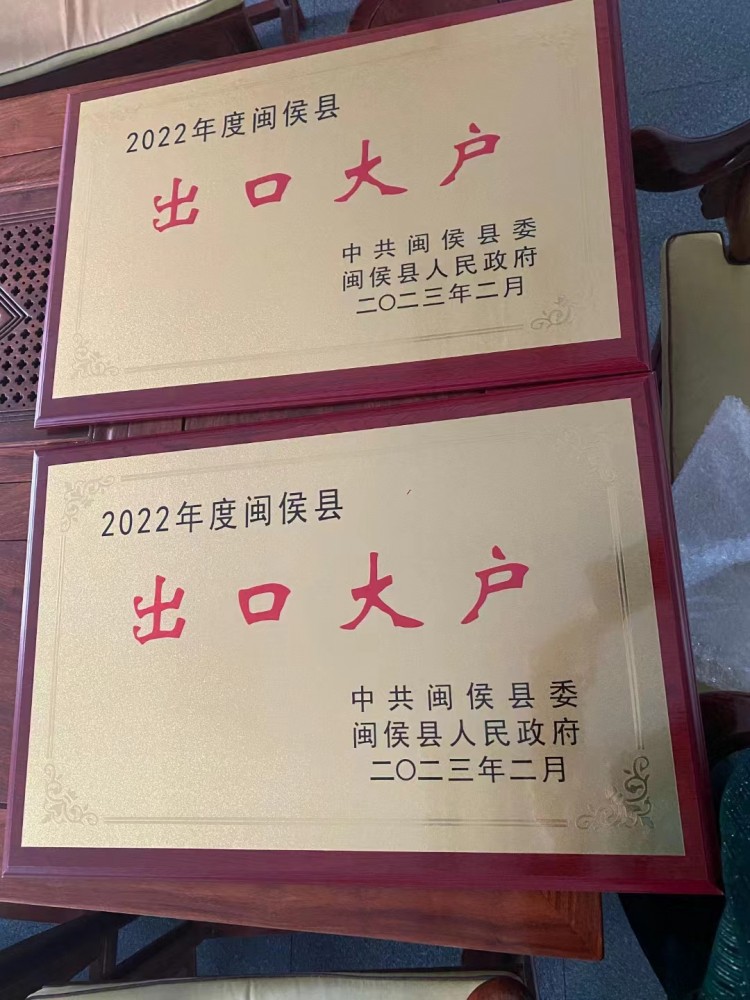 2022年度闽侯县
出口大户
中共闽侯县委
闽侯县人民政府
二〇二三年二月
2022年度闽侯县
出口大户
中共闽侯县委
闽侯县人民政府
二〇二三年二月